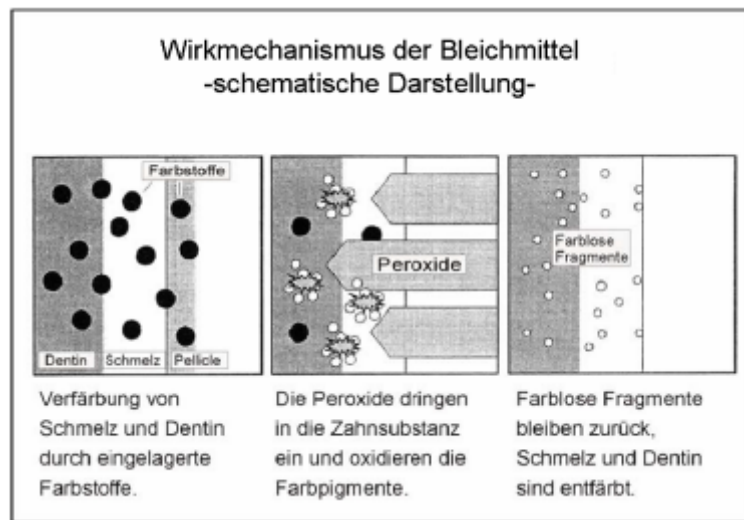 Wirkmechanismus der Bleichmittel
-schematische Darstellung-
Farbstoffe
Dentin
Schmelz
Pellicle
Peroxide
Farblose
Fragmente
Verfärbung von
Schmelz und Dentin
durch eingelagerte
Farbstoffe.
Die Peroxide dringen
in die Zahnsubstanz
ein und oxidieren die
Farbpigmente.
Farblose Fragmente
bleiben zurück,
Schmelz und Dentin
sind entfärbt.